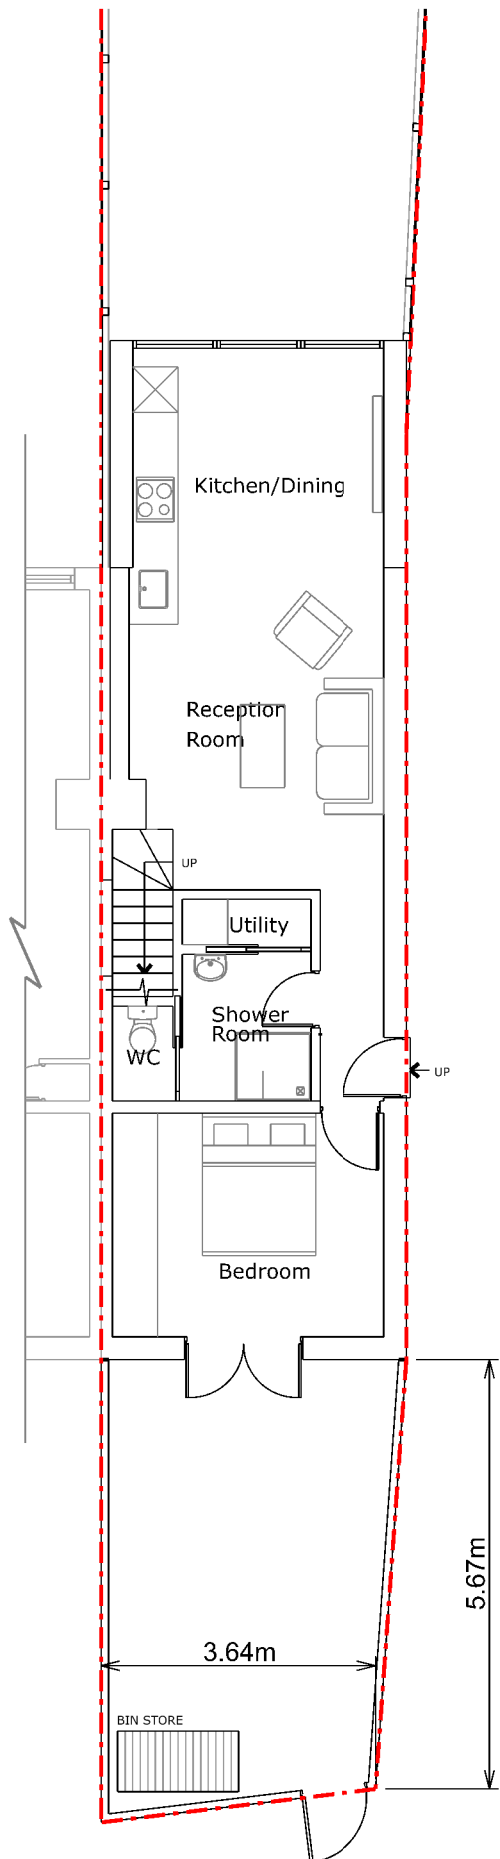 Kitchen/Dining
Reception
Room
UP
Utility
Shower
Room
WC
UP
Bedroom
5.67m
3.64m
BIN STORE